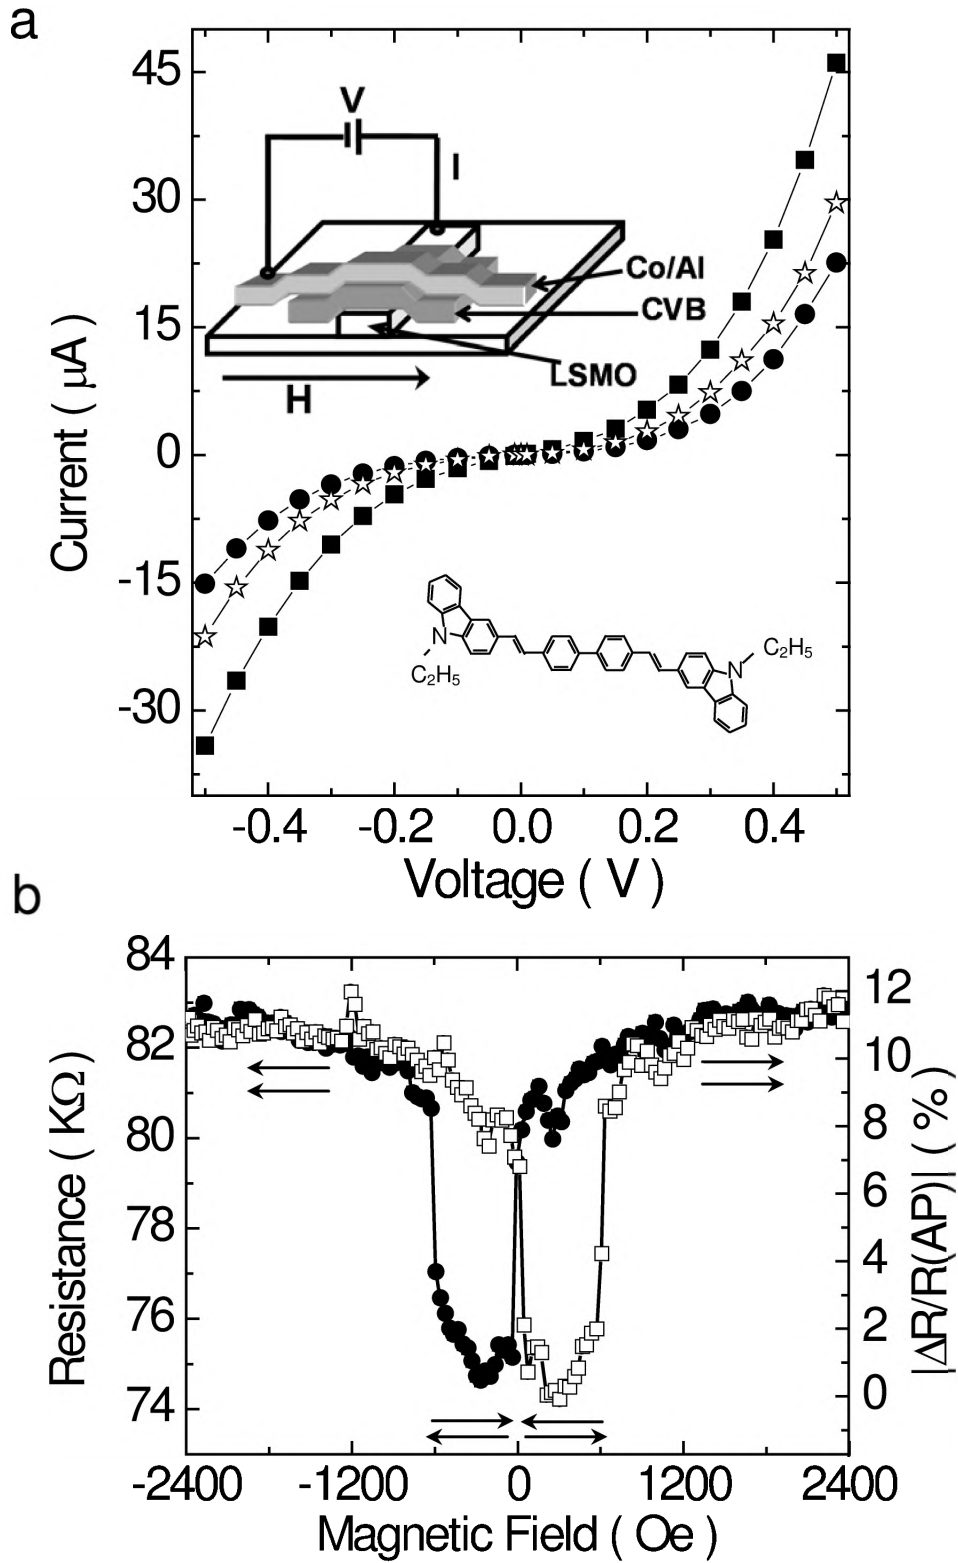 a
45
30
15
0
-15
-30
Current ( μA )
V
I
Co/Al
CVB
LSMO
H
N
C2H5
N
C2H5
-0.4 -0.2 0.0 0.2 0.4
Voltage ( V )
b
84
82
80
78
76
74
Resistance ( KΩ )
12
10
8
6
4
2
0
|ΔR/R(AP)| ( % )
-2400 -1200 0 1200 2400
Magnetic Field ( Oe )